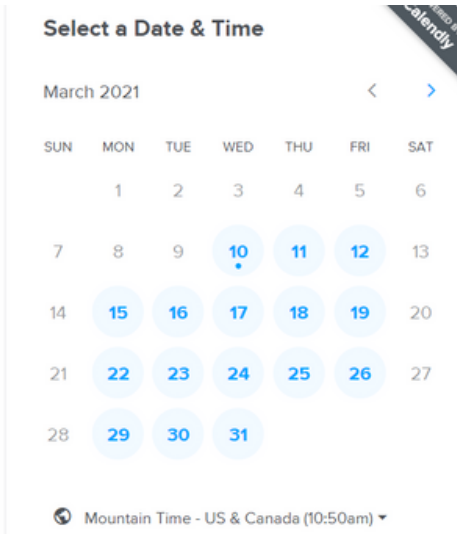 Select a Date & Time
Calendly
March 2021
SUN MON TUE WED THU FRI SAT
1 2 3 4 5 6
7 8 9 10 11 12 13
14 15 16 17 18 19 20
21 22 23 24 25 26 27
28 29 30 31
Mountain Time - US & Canada (10:50am)